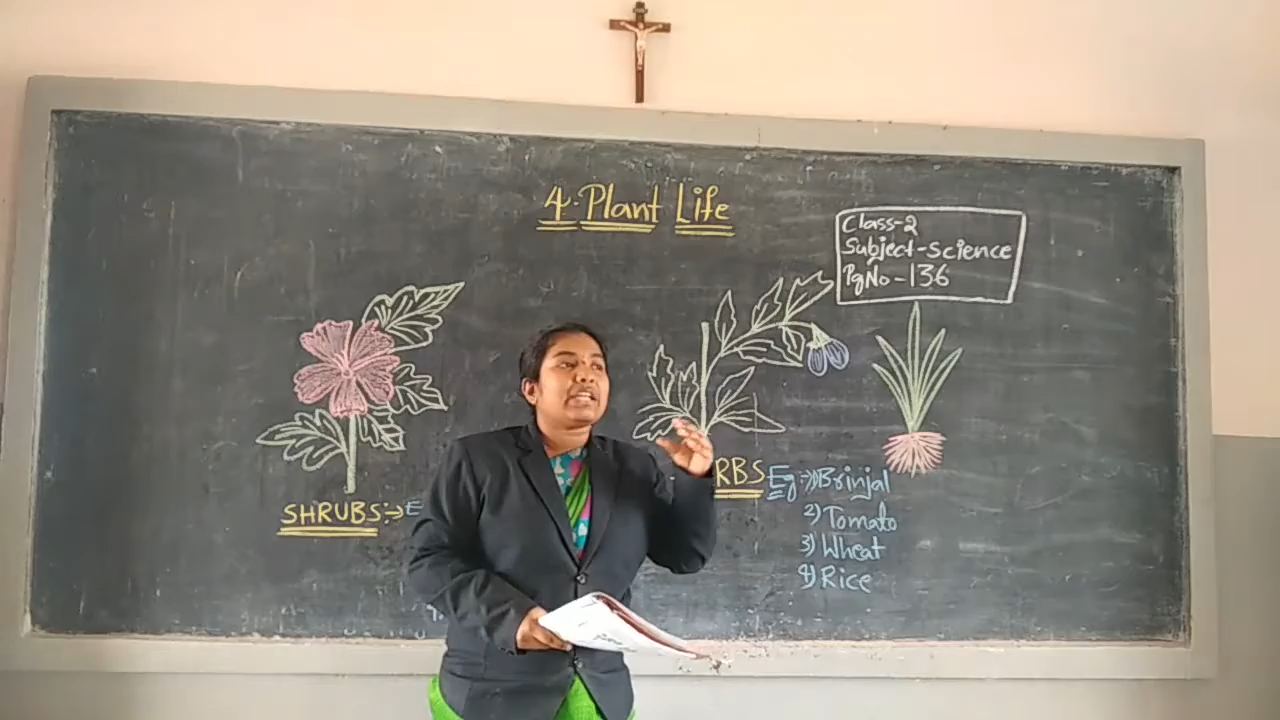 4. Plant Life
Class-2
Subject-science
PgNo-136
SHRUBS:→ E
RBS Eg:→1)Brinjal
2)Tomato
3)Wheat
4)Rice